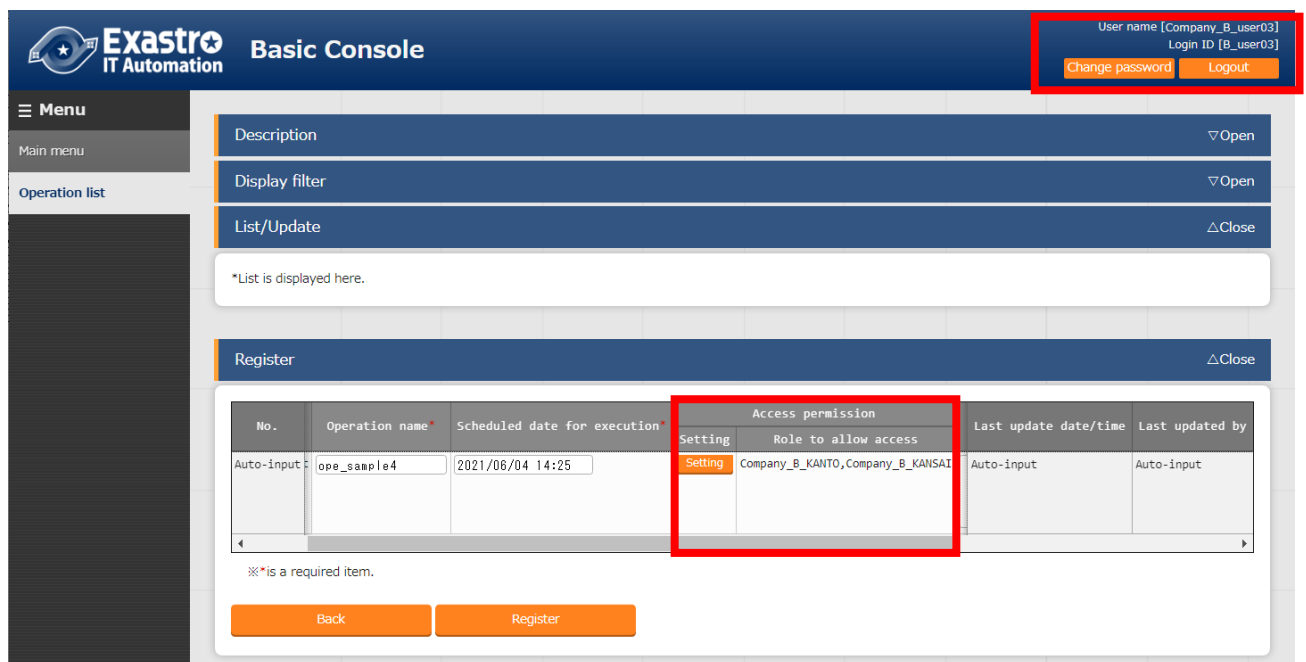 Exastro
IT Automation
Basic Console
User name [Company_B_user03]
Login ID [B_user03]
Change password
Logout
Menu
Main menu
Operation list
Description
▽Open
Display filter
▽Open
List/Update
△Close
*List is displayed here.
Register
△Close
No.
Operation name*
Scheduled date for execution*
Access permission
Setting
Role to allow access
Last update date/time
Last updated by
Auto-input
ope_sample4
2021/06/04 14:25
Setting
Company_B_KANTO,Company_B_KANSAI
Auto-input
Auto-input
※*is a required item.
Back
Register